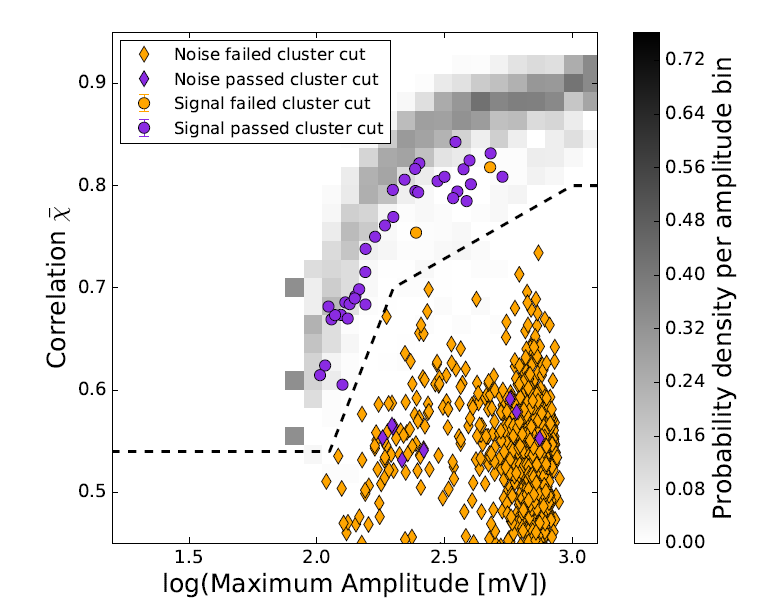 Noise failed cluster cut
Noise passed cluster cut
Signal failed cluster cut
Signal passed cluster cut
0.9
0.8
0.7
0.6
0.5
Correlation χ̄
1.5
2.0
2.5
3.0
log(Maximum Amplitude [mV])
0.72
0.64
0.56
0.48
0.40
0.32
0.24
0.16
0.08
0.00
Probability density per amplitude bin